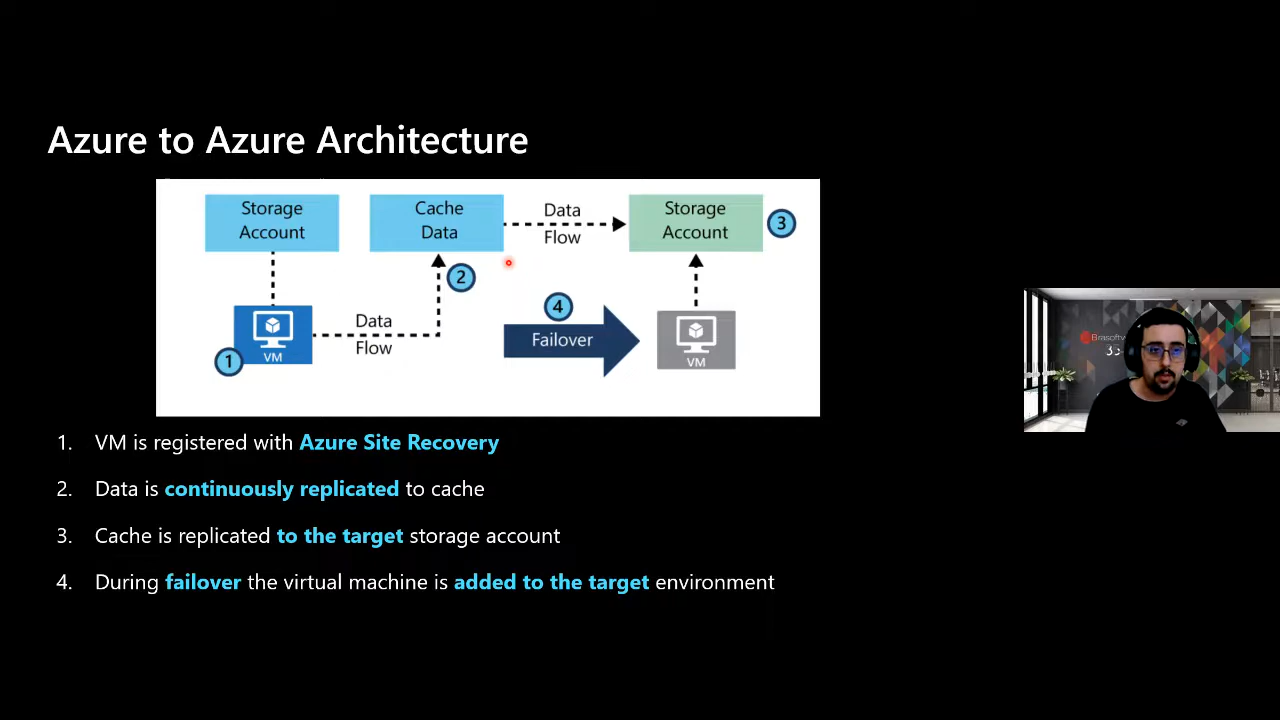 Azure to Azure Architecture
Storage
Account
Cache
Data
Data
Flow
Storage
Account
3
2
4
Data
Flow
Failover
1
VM
VM
1. VM is registered with Azure Site Recovery
2. Data is continuously replicated to cache
3. Cache is replicated to the target storage account
4. During failover the virtual machine is added to the target environment